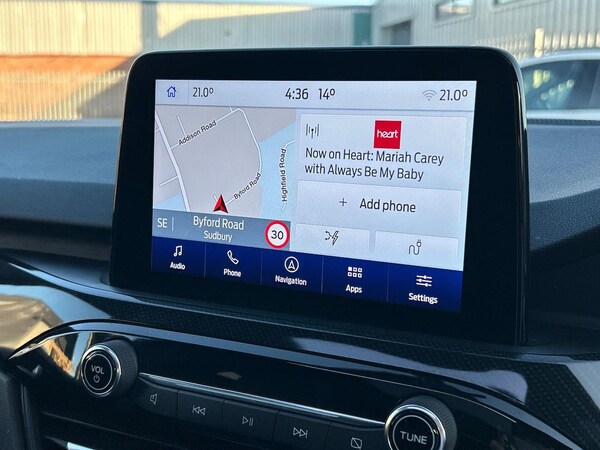 21.0°
4:36 14°
21.0°
Addison Road
Byford Road
Highfield Road
heart
Now on Heart: Mariah Carey
with Always Be My Baby
+ Add phone
SE
Byford Road
Sudbury
30
Audio
Phone
Navigation
Apps
Settings
VOL
TUNE